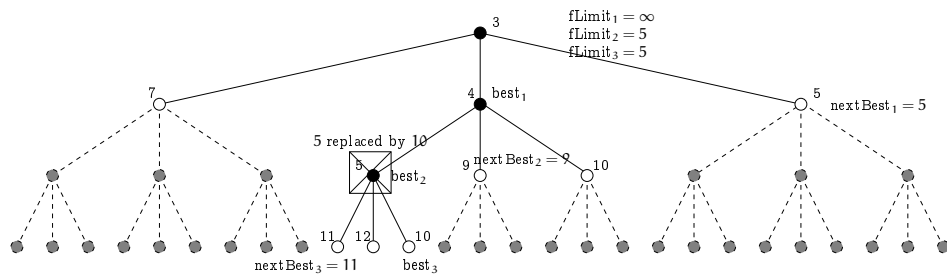 3
fLimit₁ = ∞
fLimit₂ = 5
fLimit₃ = 5
7
4 best₁
5
nextBest₁ = 5
5 replaced by 10
5 best₂
9 nextBest₂ = 9
10
11
12
10
nextBest₃ = 11
best₃